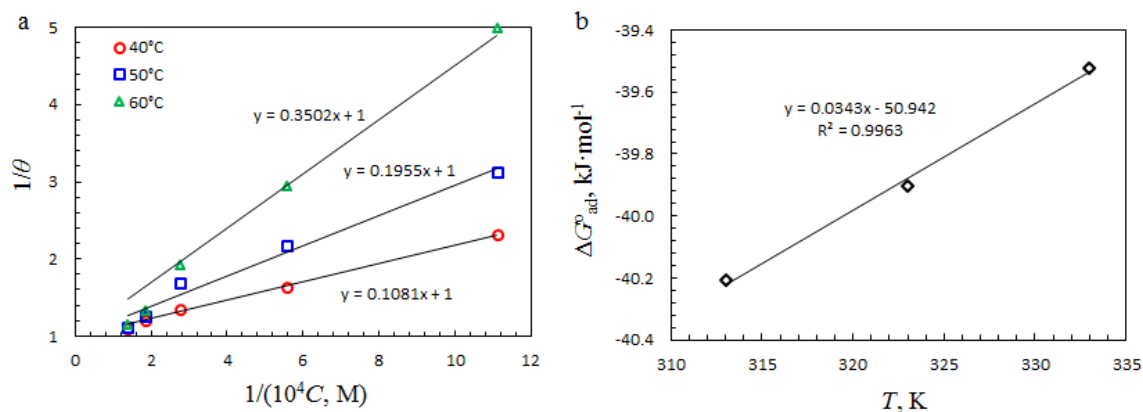 a
5
4
3
2
1
1/θ
40°C
50°C
60°C
y = 0.3502x + 1
y = 0.1955x + 1
y = 0.1081x + 1
0 2 4 6 8 10 12
1/(10⁴C, M)
b
-39.4
-39.6
-39.8
-40.0
-40.2
-40.4
ΔG°ad, kJ·mol⁻¹
y = 0.0343x - 50.942
R² = 0.9963
310 315 320 325 330 335
T, K